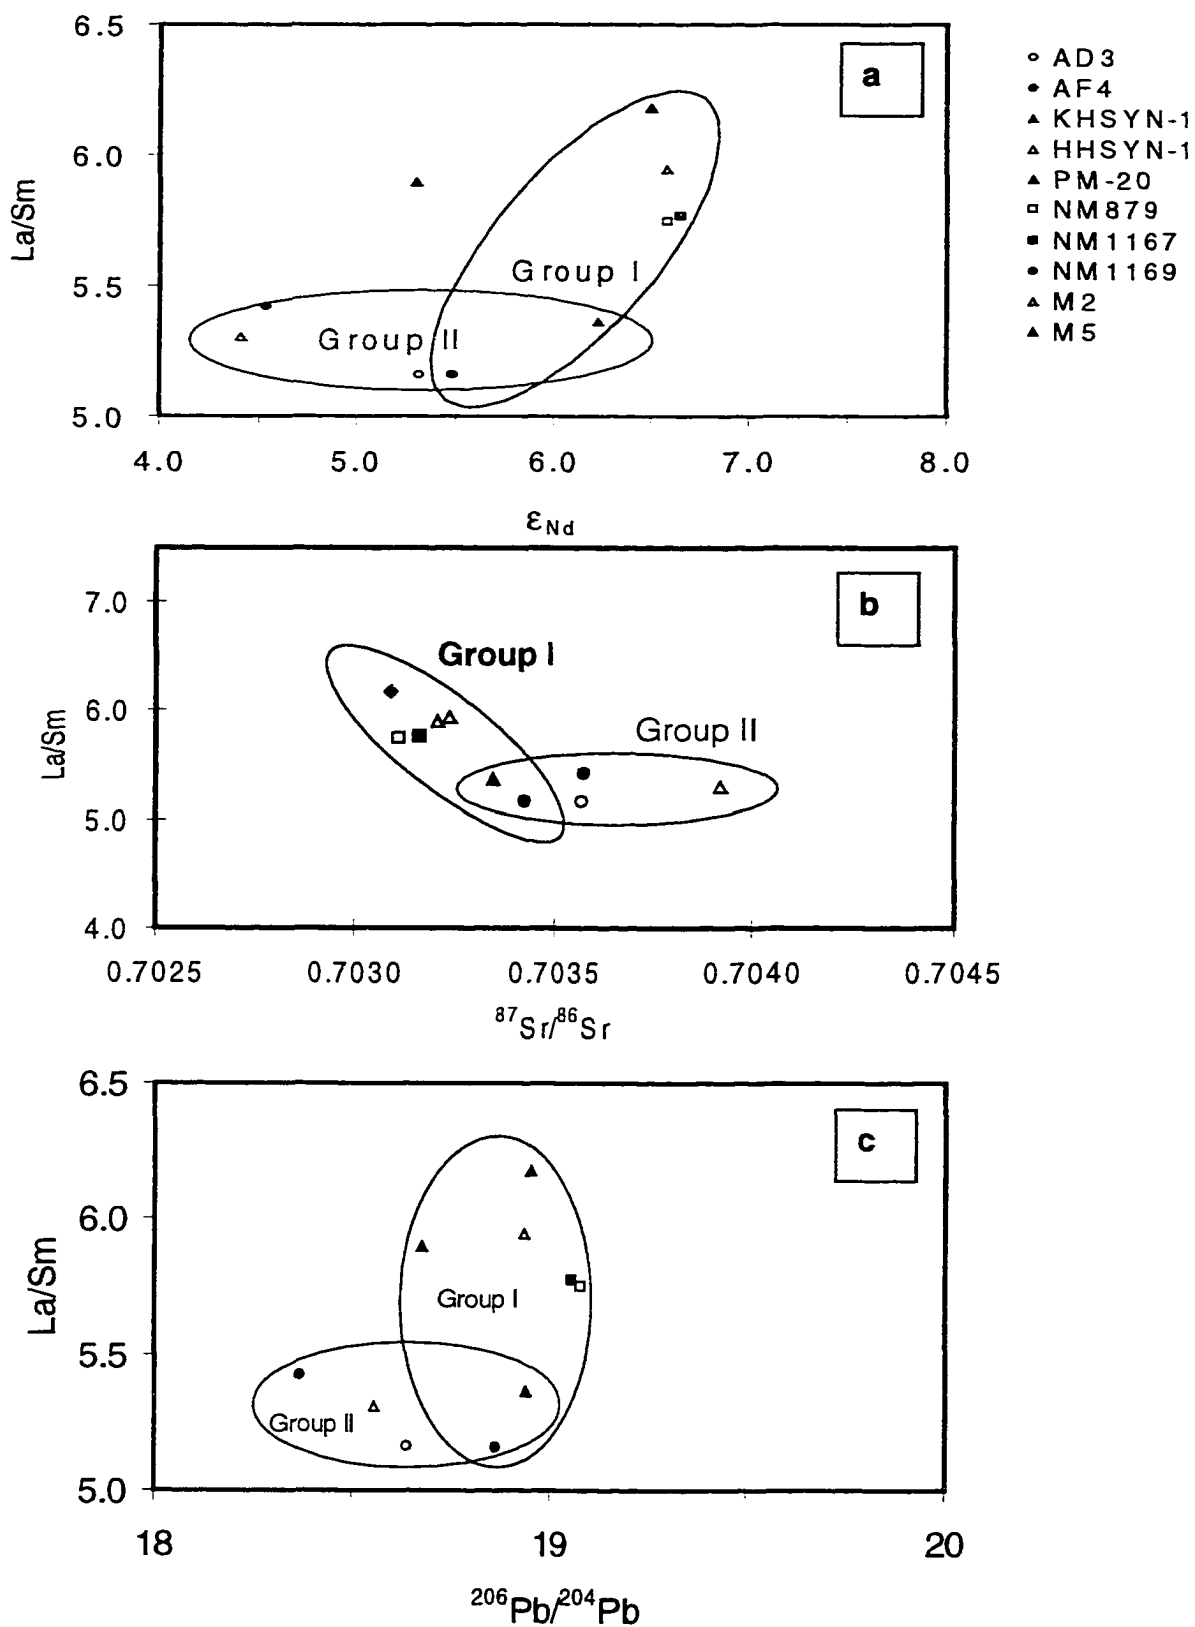 6.5
6.0
5.5
5.0
La/Sm
a
Group I
Group II
4.0 5.0 6.0 7.0 8.0
εNd
AD3
AF4
KHSYN-1
HHSYN-1
PM-20
NM879
NM1167
NM1169
M2
M5
7.0
6.0
5.0
4.0
La/Sm
b
Group I
Group II
0.7025 0.7030 0.7035 0.7040 0.7045
⁸⁷Sr/⁸⁶Sr
6.5
6.0
5.5
5.0
La/Sm
c
Group I
Group II
18 19 20
²⁰⁶Pb/²⁰⁴Pb